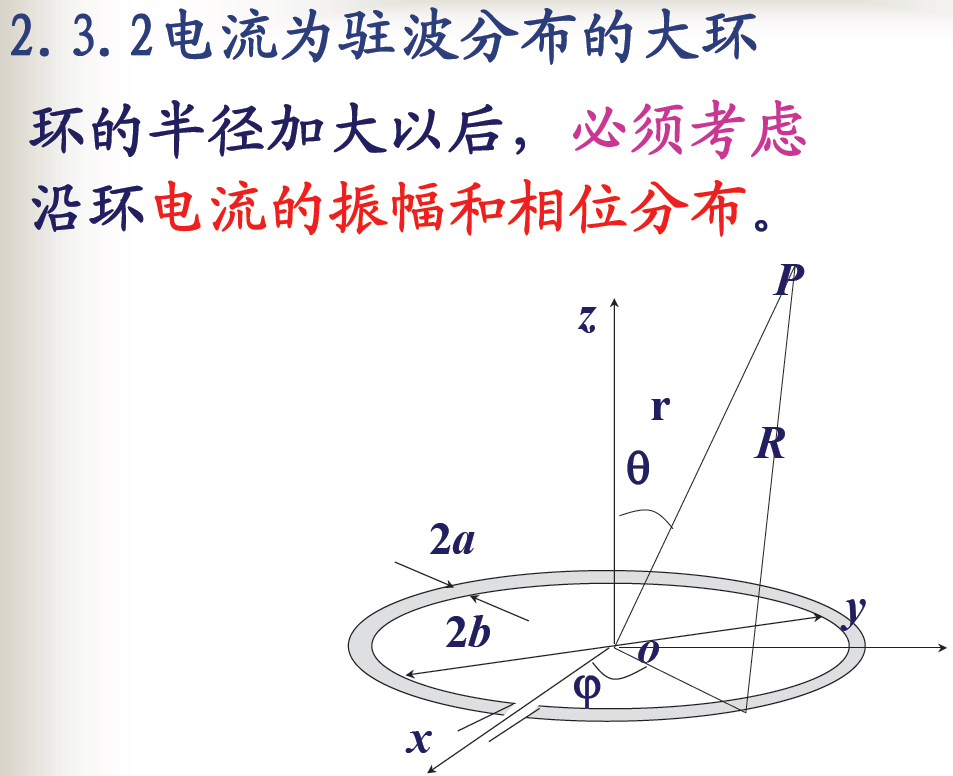 2.3.2电流为驻波分布的大环
环的半径加大以后，必须考虑
沿环电流的振幅和相位分布。
P
z
r
R
θ
2a
y
2b
o
φ
x